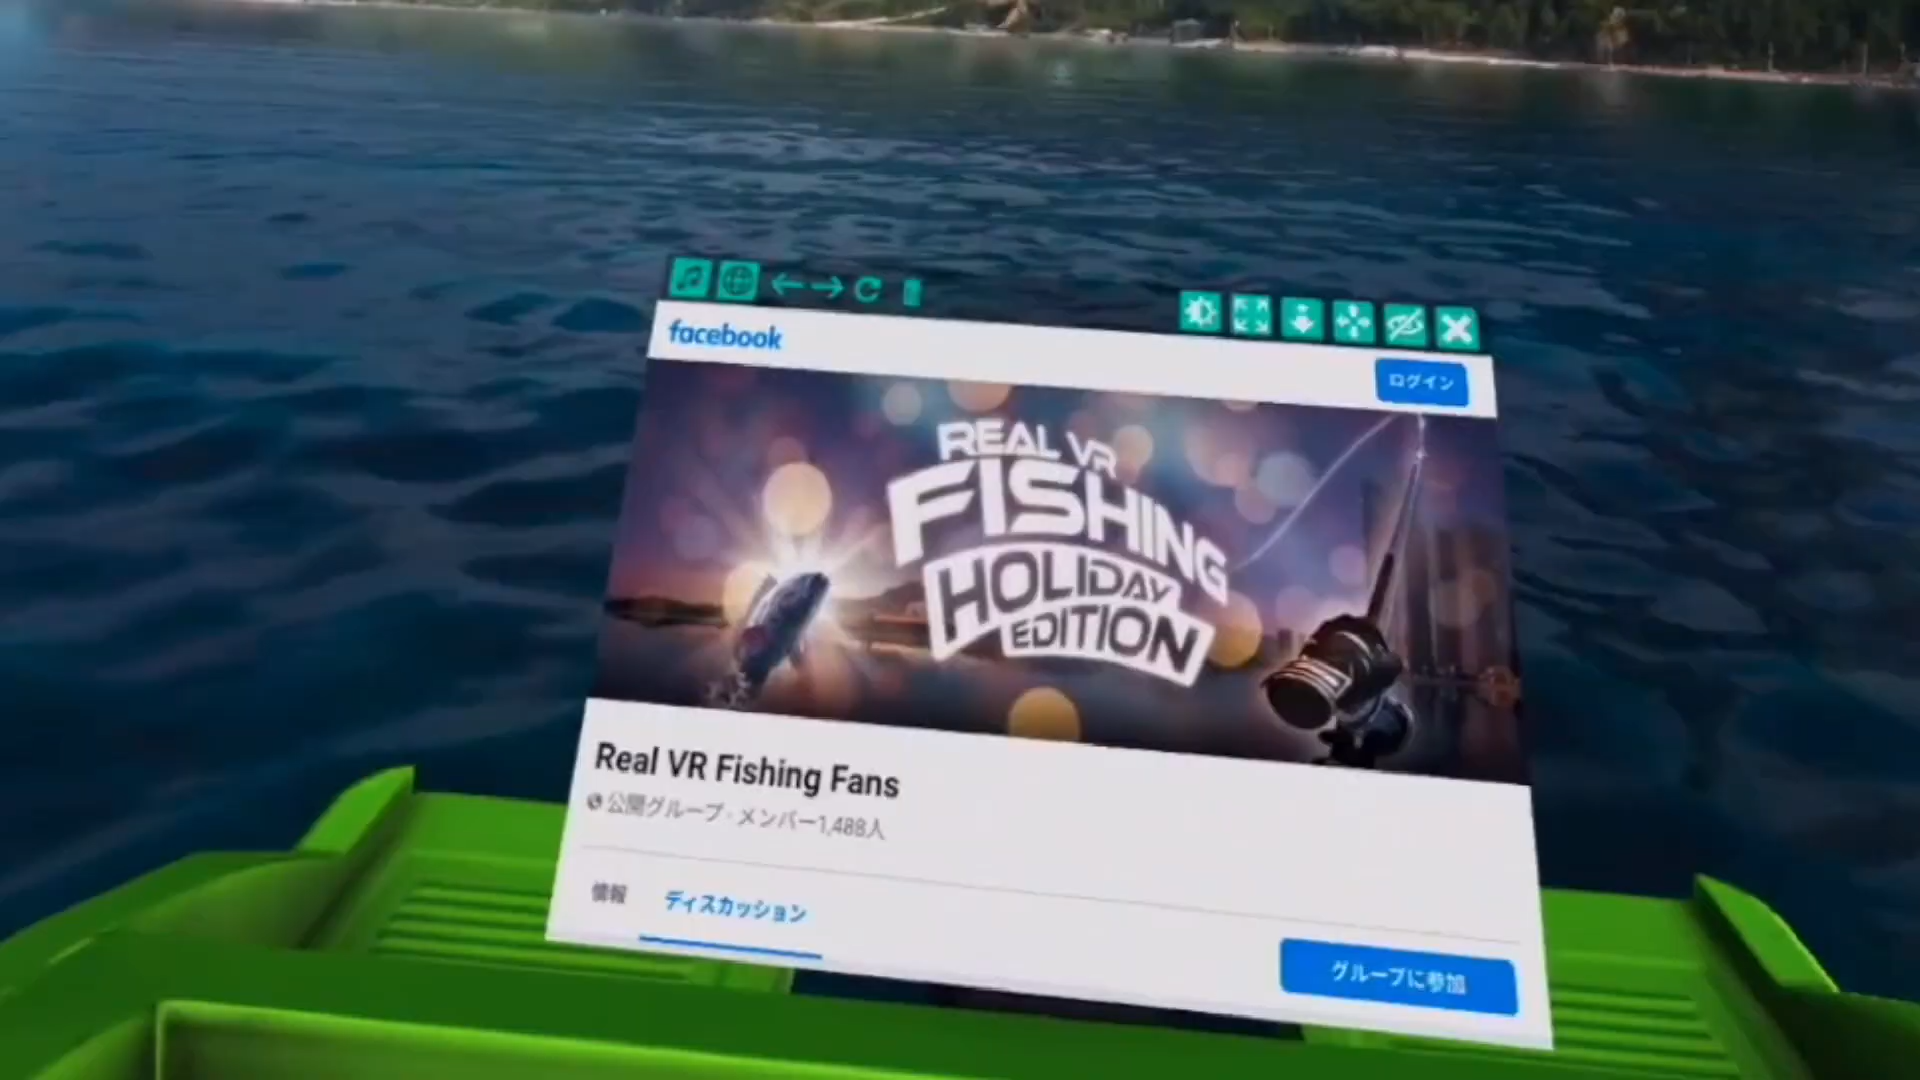 facebook
ログイン
REAL VR
FISHING
HOLIDAY
EDITION
Real VR Fishing Fans
公開グループ · メンバー1,488人
情報
ディスカッション
グループに参加